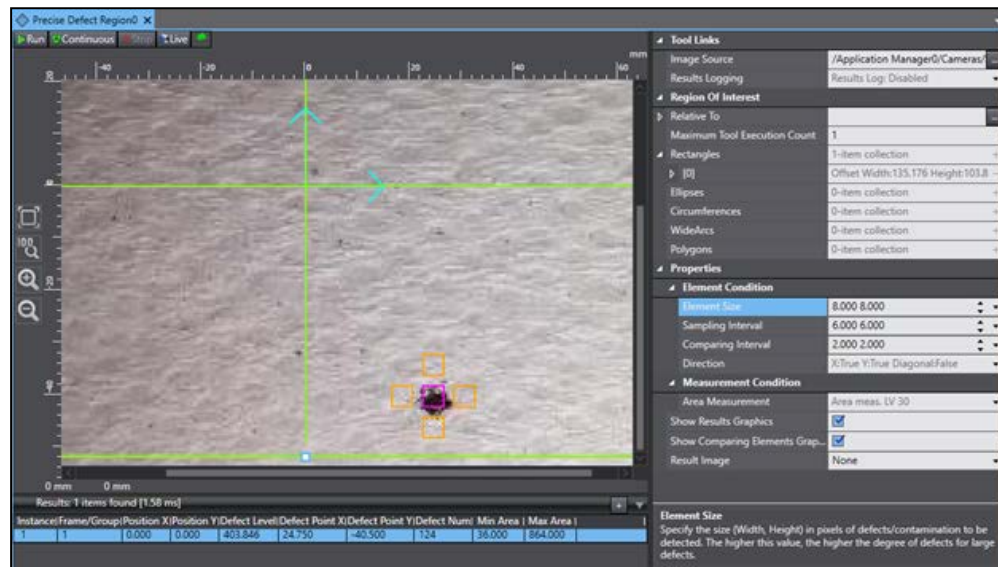 Precise Defect Region0 ×
Run Continuous Stop Live
mm
-40 -20 0 20 40 60
0 mm 0 mm
Results: 1 items found [1.58 ms]
Instance Frame/Group Position X Position Y Defect Level Defect Point X Defect Point Y Defect Num Min Area Max Area
1 1 0.000 0.000 403.846 24.750 -40.500 124 36.000 864.000
Tool Links
Image Source /Application Manager0/Cameras/
Results Logging Results Log: Disabled
Region Of Interest
Relative To
Maximum Tool Execution Count 1
Rectangles 1-item collection
[0] Offset Width:135.176 Height:103.8
Ellipses 0-item collection
Circumferences 0-item collection
WideArcs 0-item collection
Polygons 0-item collection
Properties
Element Condition
Element Size 8.000 8.000
Sampling Interval 6.000 6.000
Comparing Interval 2.000 2.000
Direction X:True Y:True Diagonal:False
Measurement Condition
Area Measurement Area meas. LV 30
Show Results Graphics
Show Comparing Elements Grap...
Result Image None
Element Size
Specify the size (Width, Height) in pixels of defects/contamination to be
detected. The higher this value, the higher the degree of defects for large
defects.